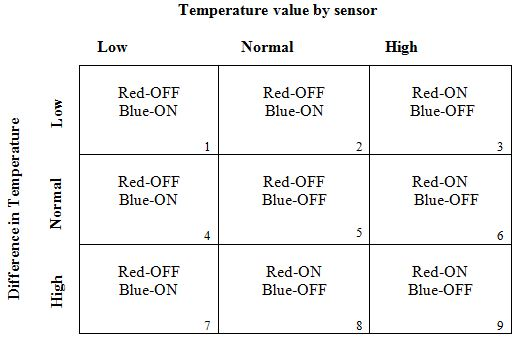 Temperature value by sensor
Low Normal High
Difference in Temperature
Low
Red-OFF
Blue-ON
1
Red-OFF
Blue-ON
2
Red-ON
Blue-OFF
3
Normal
Red-OFF
Blue-ON
4
Red-OFF
Blue-OFF
5
Red-ON
Blue-OFF
6
High
Red-OFF
Blue-ON
7
Red-ON
Blue-OFF
8
Red-ON
Blue-OFF
9